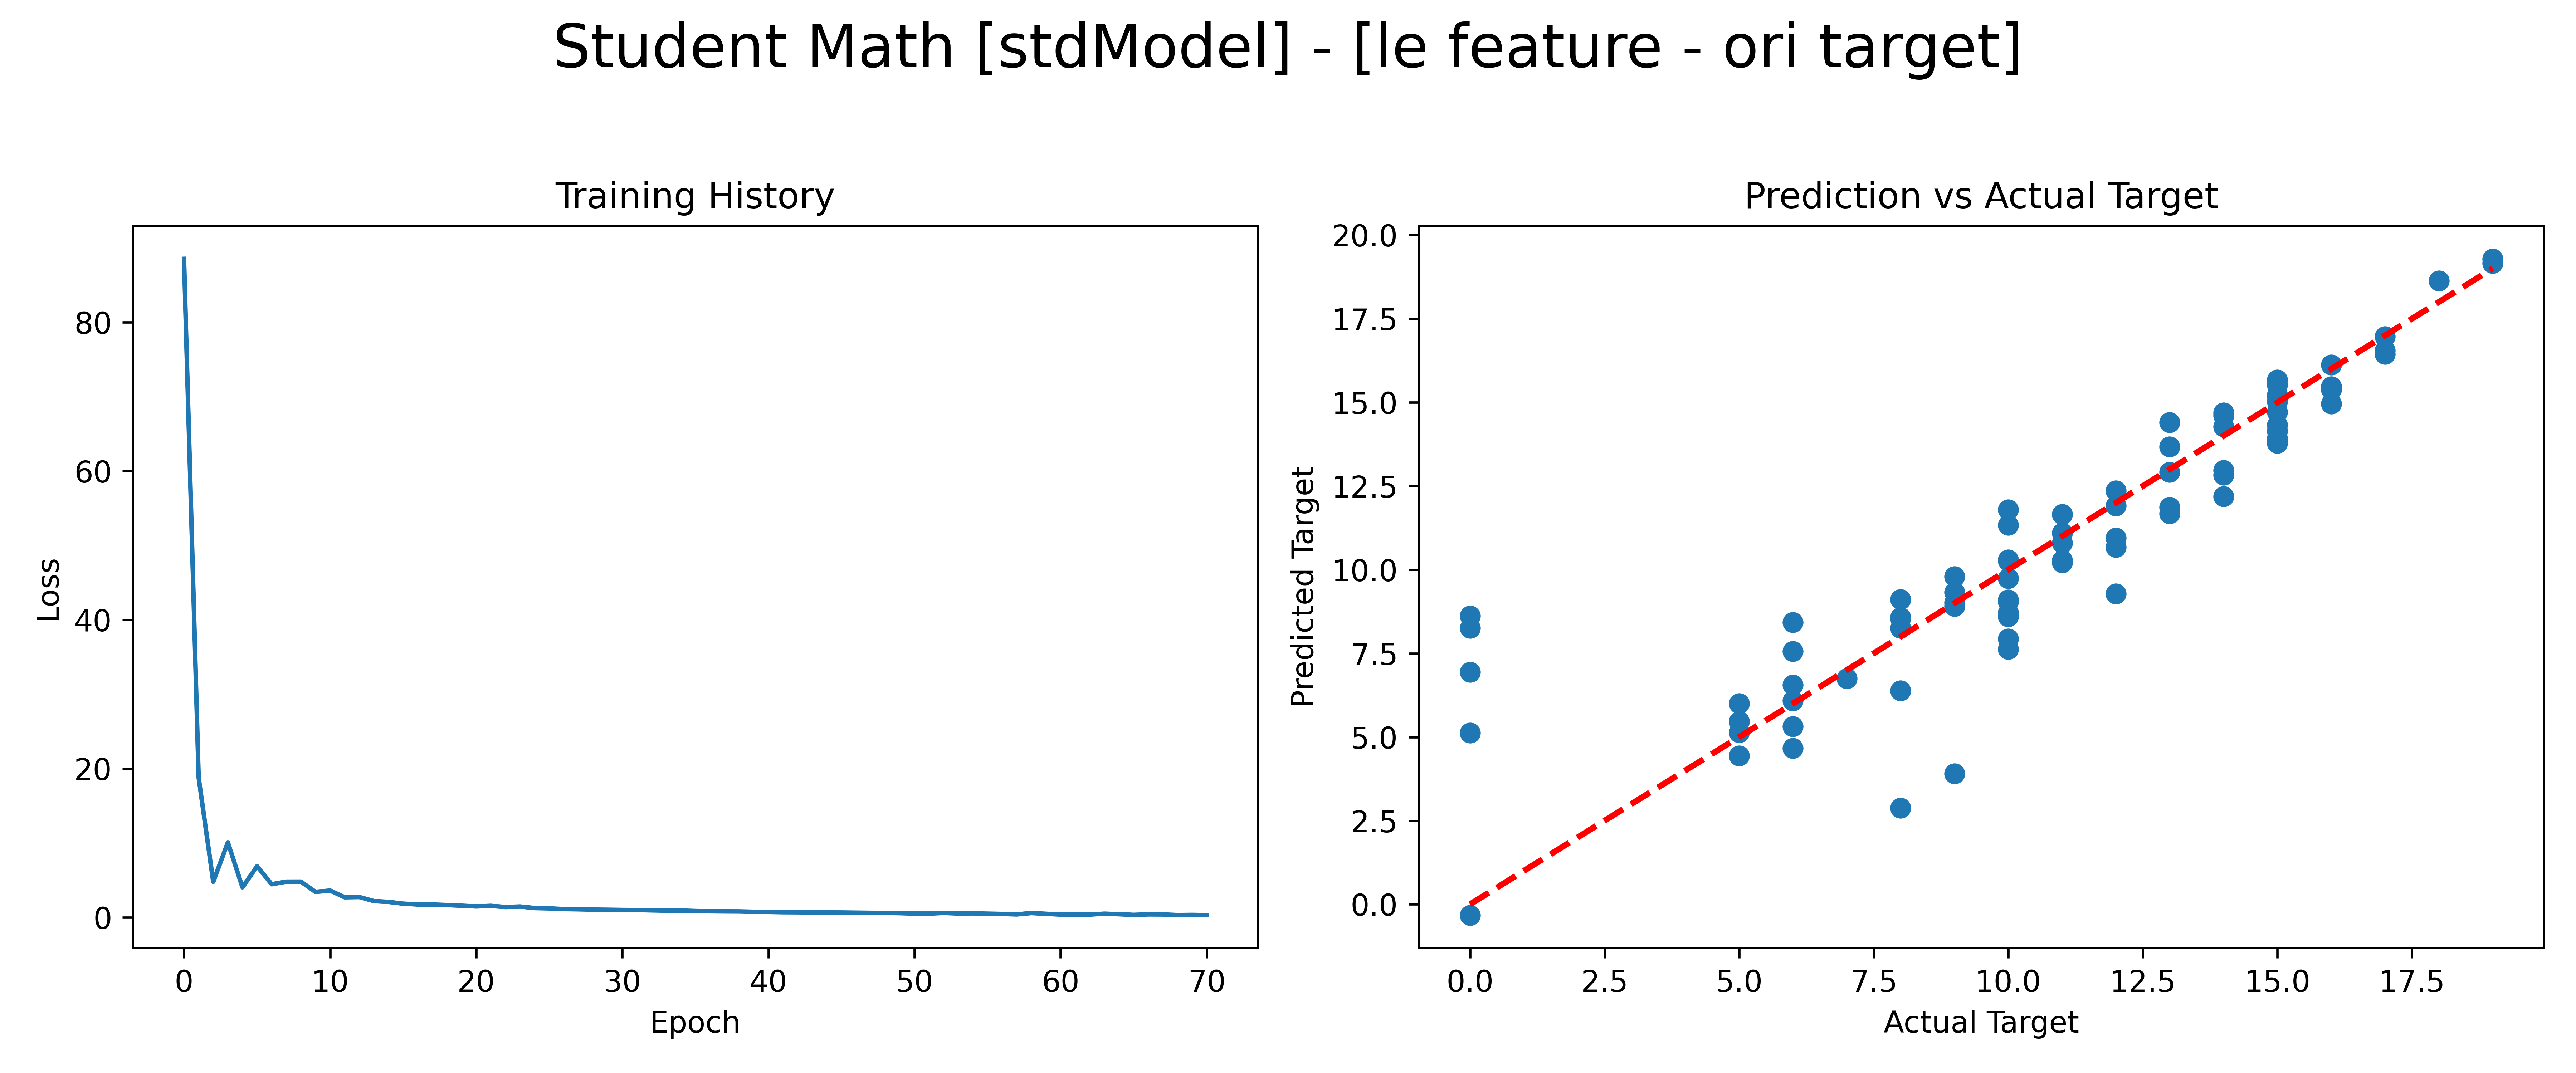 Student Math [stdModel] - [le feature - ori target]
Training History
80
60
40
20
0
Loss
0 10 20 30 40 50 60 70
Epoch
Prediction vs Actual Target
20.0
17.5
15.0
12.5
10.0
7.5
5.0
2.5
0.0
Predicted Target
0.0 2.5 5.0 7.5 10.0 12.5 15.0 17.5
Actual Target